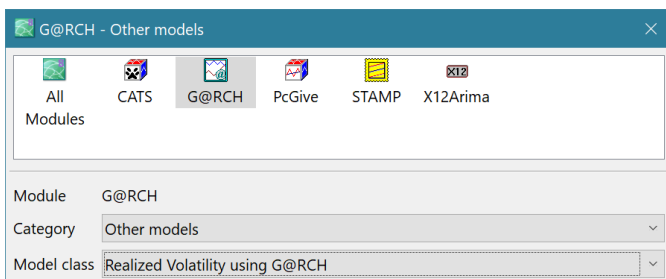 G@RCH - Other models
All Modules CATS G@RCH PcGive STAMP X12 X12Arima
Module G@RCH
Category Other models
Model class Realized Volatility using G@RCH